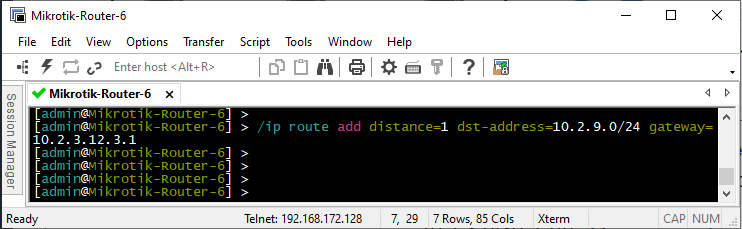 Mikrotik-Router-6
File Edit View Options Transfer Script Tools Window Help
Enter host <Alt+R>
Session Manager
Mikrotik-Router-6
[admin@Mikrotik-Router-6] >
[admin@Mikrotik-Router-6] > /ip route add distance=1 dst-address=10.2.9.0/24 gateway=
10.2.3.12.3.1
[admin@Mikrotik-Router-6] >
[admin@Mikrotik-Router-6] >
[admin@Mikrotik-Router-6] >
[admin@Mikrotik-Router-6] >
Ready Telnet: 192.168.172.128 7, 29 7 Rows, 85 Cols Xterm CAP NUM